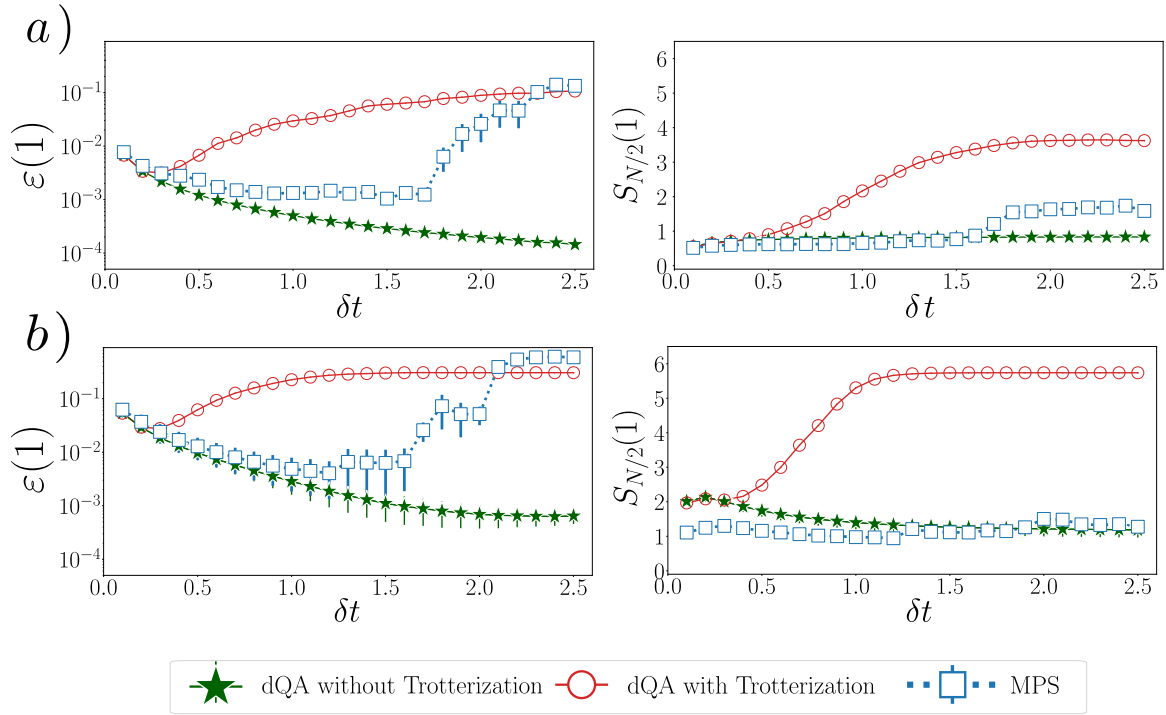 a)
10^{-1}
10^{-2}
10^{-3}
10^{-4}
ε(1)
0.0 0.5 1.0 1.5 2.0 2.5
δt
6
5
4
3
2
1
0
S_{N/2}(1)
0.0 0.5 1.0 1.5 2.0 2.5
δt
b)
10^{-1}
10^{-2}
10^{-3}
10^{-4}
ε(1)
0.0 0.5 1.0 1.5 2.0 2.5
δt
6
5
4
3
2
1
0
S_{N/2}(1)
0.0 0.5 1.0 1.5 2.0 2.5
δt
dQA without Trotterization dQA with Trotterization MPS